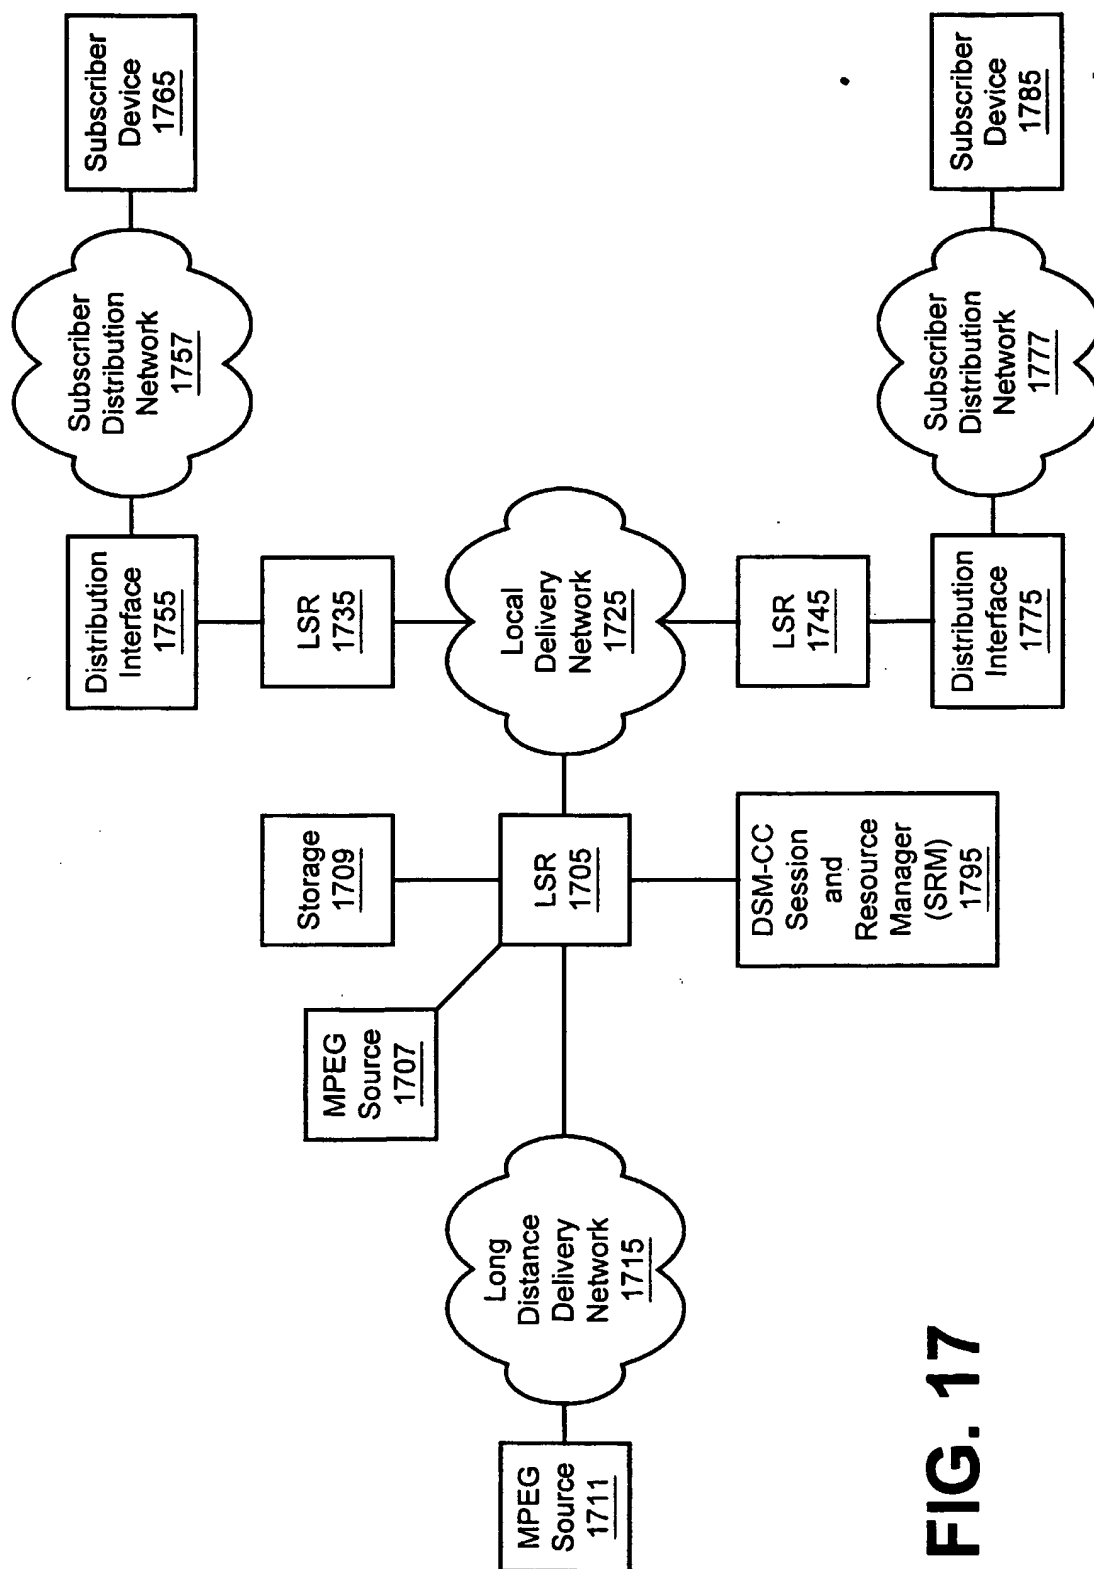 Subscriber
Device
1765
Subscriber
Distribution
Network
1757
Distribution
Interface
1755
LSR
1735
Local
Delivery
Network
1725
LSR
1745
Distribution
Interface
1775
Subscriber
Distribution
Network
1777
Subscriber
Device
1785
Storage
1709
LSR
1705
DSM-CC
Session
and
Resource
Manager
(SRM)
1795
MPEG
Source
1707
Long
Distance
Delivery
Network
1715
MPEG
Source
1711
FIG. 17